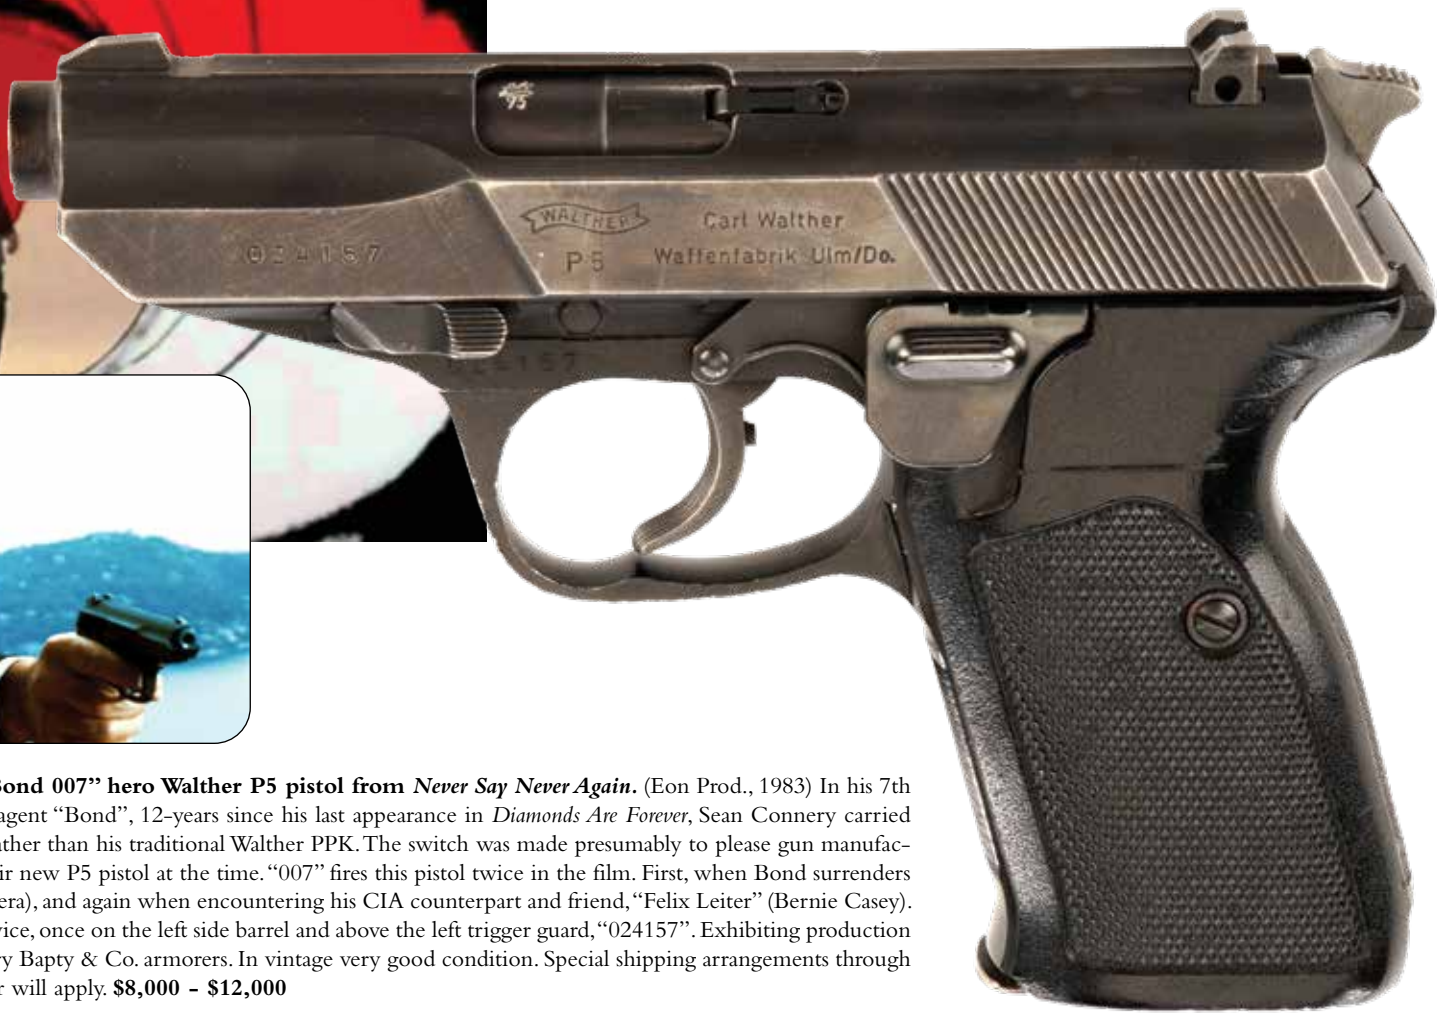 75
WALTHER
Carl Walther
024157
P5
Waffenfabrik Ulm/Do.
024157
Bond 007” hero Walther P5 pistol from Never Say Never Again. (Eon Prod., 1983) In his 7th
agent “Bond”, 12-years since his last appearance in Diamonds Are Forever, Sean Connery carried
ather than his traditional Walther PPK. The switch was made presumably to please gun manufac-
ir new P5 pistol at the time. “007” fires this pistol twice in the film. First, when Bond surrenders
era), and again when encountering his CIA counterpart and friend, “Felix Leiter” (Bernie Casey).
ice, once on the left side barrel and above the left trigger guard, “024157”. Exhibiting production
ry Bapty & Co. armorers. In vintage very good condition. Special shipping arrangements through
r will apply. $8,000 - $12,000